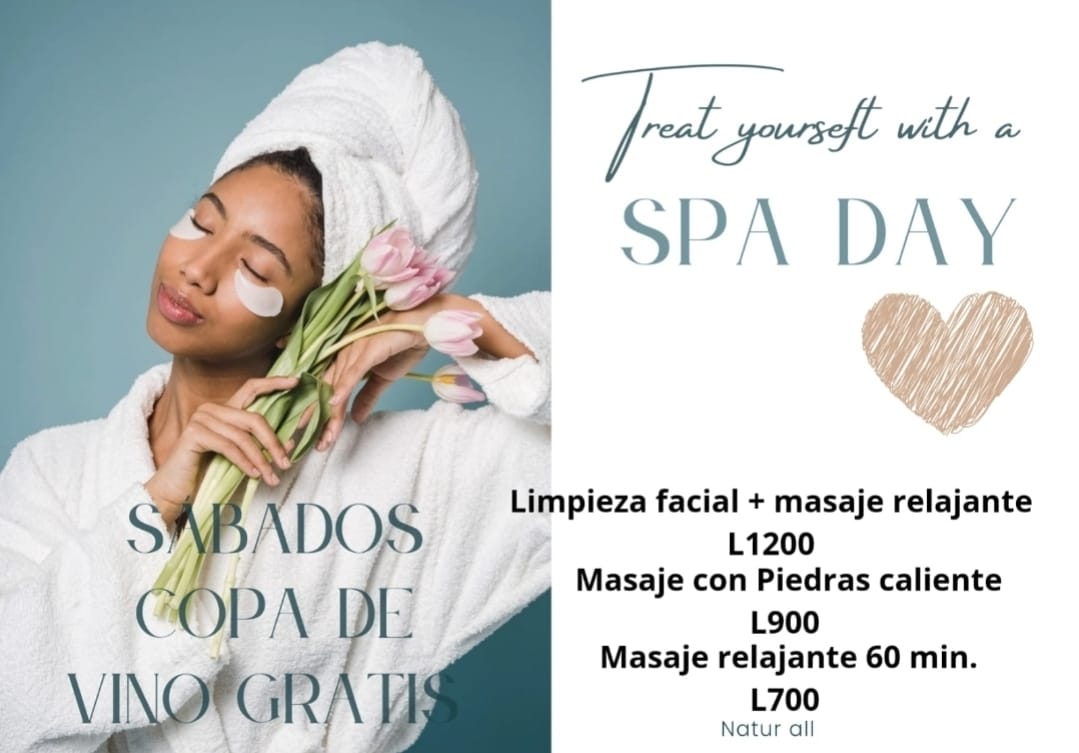 Treat yourseft with a
SPA DAY
Limpieza facial + masaje relajante
L1200
Masaje con Piedras caliente
L900
Masaje relajante 60 min.
L700
Natur all
SÁBADOS
COPA DE
VINO GRATIS